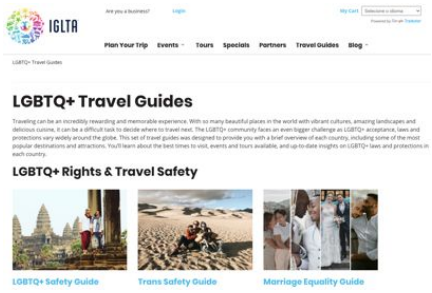 IGLTA
Are you a business?
Login
My Cart
Selecciona o idioma
Powered by
Plan Your Trip Events Tours Specials Partners Travel Guides Blog
LGBTQ+ Travel Guides
LGBTQ+ Travel Guides
Traveling can be an incredibly rewarding and memorable experience. With so many beautiful places in the world with vibrant cultures, amazing landscapes and
delicious cuisine, it can be a difficult task to decide where to travel next. The LGBTQ+ community faces an even bigger challenge as LGBTQ+ acceptance, laws and
protections vary widely around the globe. This set of travel guides was designed to provide you with a brief overview of each country, including some of the most
popular destinations and attractions. You'll learn about the best times to visit, events and tours available, and up-to-date insights on LGBTQ+ laws and protections in
each country.
LGBTQ+ Rights & Travel Safety
LGBTQ+ Safety Guide
Trans Safety Guide
Marriage Equality Guide